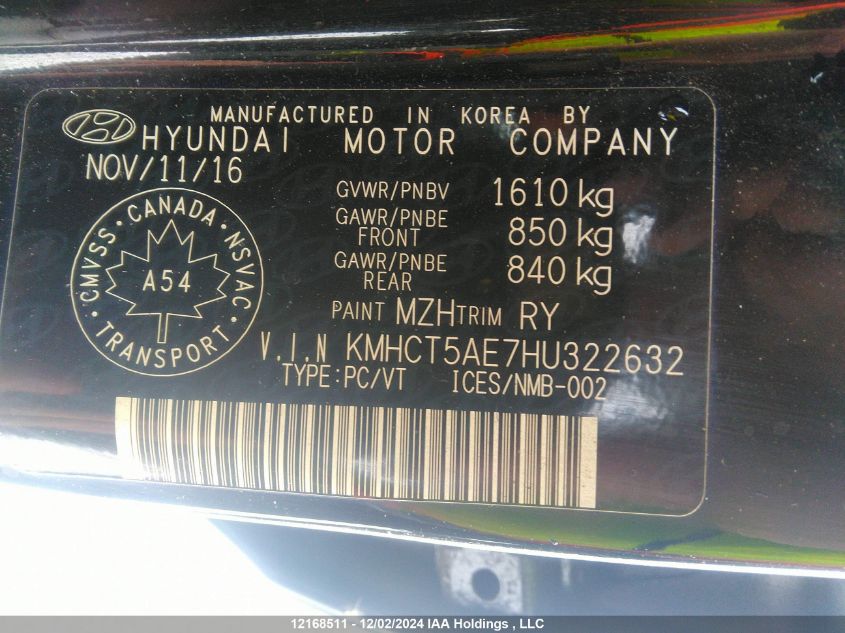 MANUFACTURED IN KOREA BY
HYUNDAI MOTOR COMPANY
NOV/11/16
GVWR/PNBV 1610 kg
GAWR/PNBE FRONT 850 kg
GAWR/PNBE REAR 840 kg
CMVSS · CANADA · NSVAC · TRANSPORT ·
A54
PAINT MZH TRIM RY
V.I.N KMHCT5AE7HU322632
TYPE:PC/VT ICES/NMB-002
12168511 - 12/02/2024 IAA Holdings , LLC